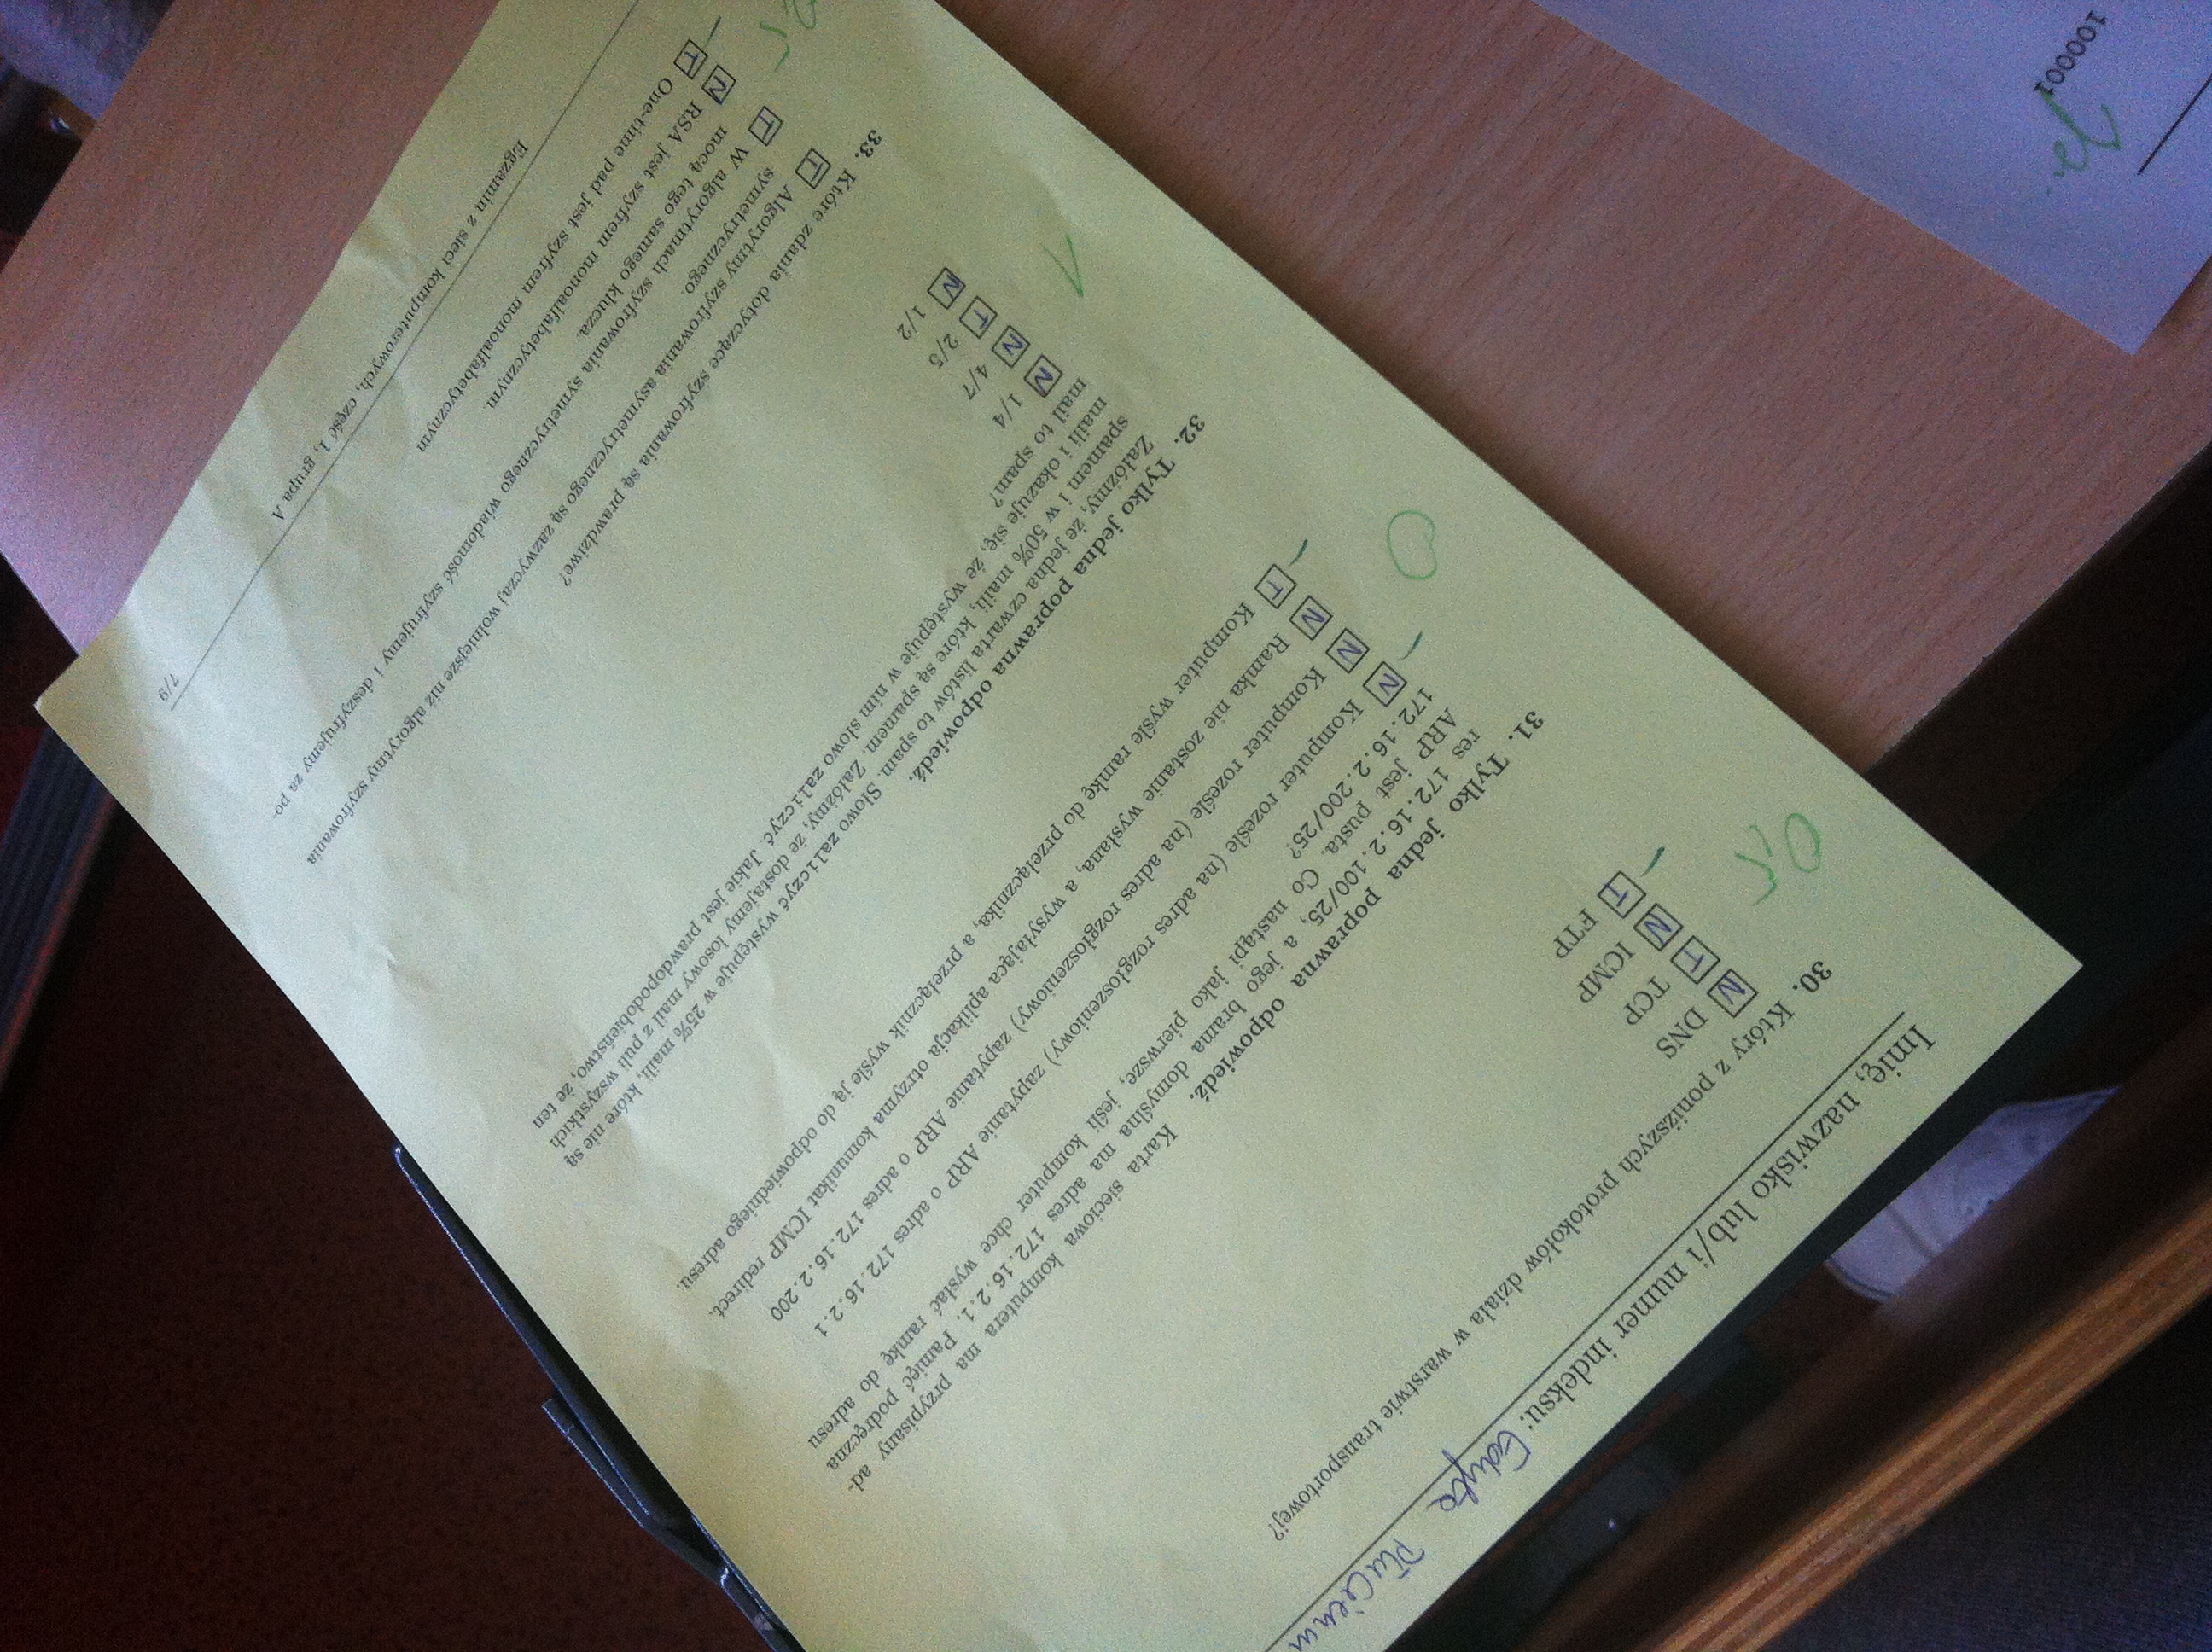 Imię, nazwisko lub/i numer indeksu: Edyta
30. Który z poniższych protokołów działa w warstwie transportowej?
N DNS
T TCP
N ICMP
T FTP
0,5
31. Tylko jedna poprawna odpowiedź. Karta sieciowa komputera ma przypisany ad-
res 172.16.2.100/25, a jego brama domyślna ma adres 172.16.2.1. Pamięć podręczna
ARP jest pusta. Co nastąpi jako pierwsze, jeśli komputer chce wysłać ramkę do adresu
172.16.2.200/25?
N Komputer roześle (na adres rozgłoszeniowy) zapytanie ARP o adres 172.16.2.1
N Komputer roześle (na adres rozgłoszeniowy) zapytanie ARP o adres 172.16.2.200
N Ramka nie zostanie wysłana, a wysyłająca aplikacja otrzyma komunikat ICMP redirect.
T Komputer wyśle ramkę do przełącznika, a przełącznik wyśle ją do odpowiedniego adresu.
0
32. Tylko jedna poprawna odpowiedź.
Załóżmy, że jedna czwarta listów to spam. Słowo zaliczyć występuje w 25% maili, które nie są
spamem i w 50% maili, które są spamem. Załóżmy, że dostajemy losowy mail z puli wszystkich
maili i okazuje się, że występuje w nim słowo zaliczyć. Jakie jest prawdopodobieństwo, że ten
mail to spam?
N 1/4
N 4/7
T 2/5
N 1/2
1
33. Które zdania dotyczące szyfrowania są prawdziwe?
T Algorytmy szyfrowania asymetrycznego są zazwyczaj wolniejsze niż algorytmy szyfrowania
symetrycznego.
T W algorytmach szyfrowania symetrycznego wiadomość szyfrujemy i deszyfrujemy za po-
mocą tego samego klucza.
N RSA jest szyfrem monoalfabetycznym.
T One-time pad jest szyfrem monoalfabetycznym
7/9
Egzamin z sieci komputerowych, część 1, grupa A
100001